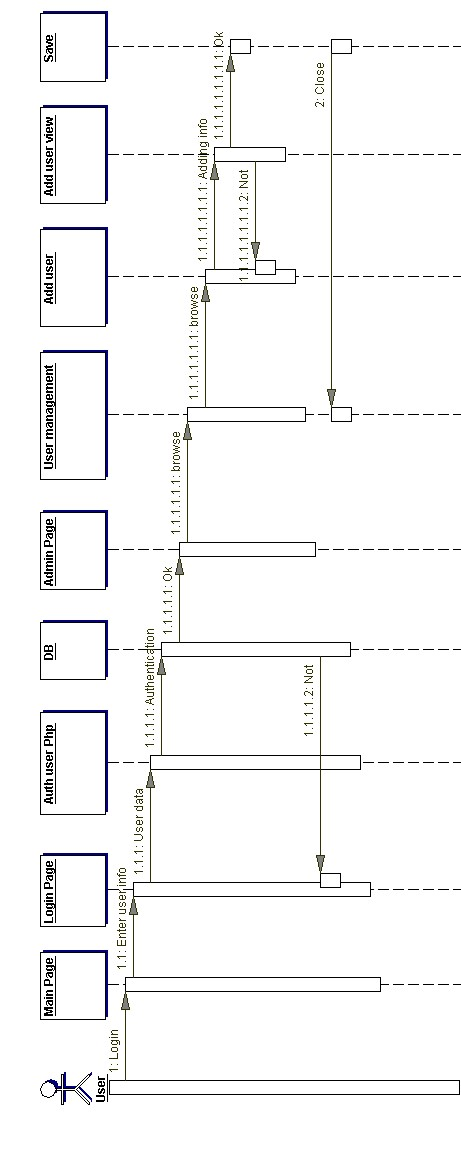 User
Main Page
Login Page
Auth user Php
DB
Admin Page
User management
Add user
Add user view
Save
1: Login
1.1: Enter user info
1.1.1: User data
1.1.1.1: Authentication
1.1.1.1.1: Ok
1.1.1.1.1.1: browse
1.1.1.1.1.1.1: browse
1.1.1.1.1.1.1.1: Adding info
1.1.1.1.1.1.1.1.1: Ok
1.1.1.1.1.1.1.1.2: Not
1.1.1.1.2: Not
2: Close